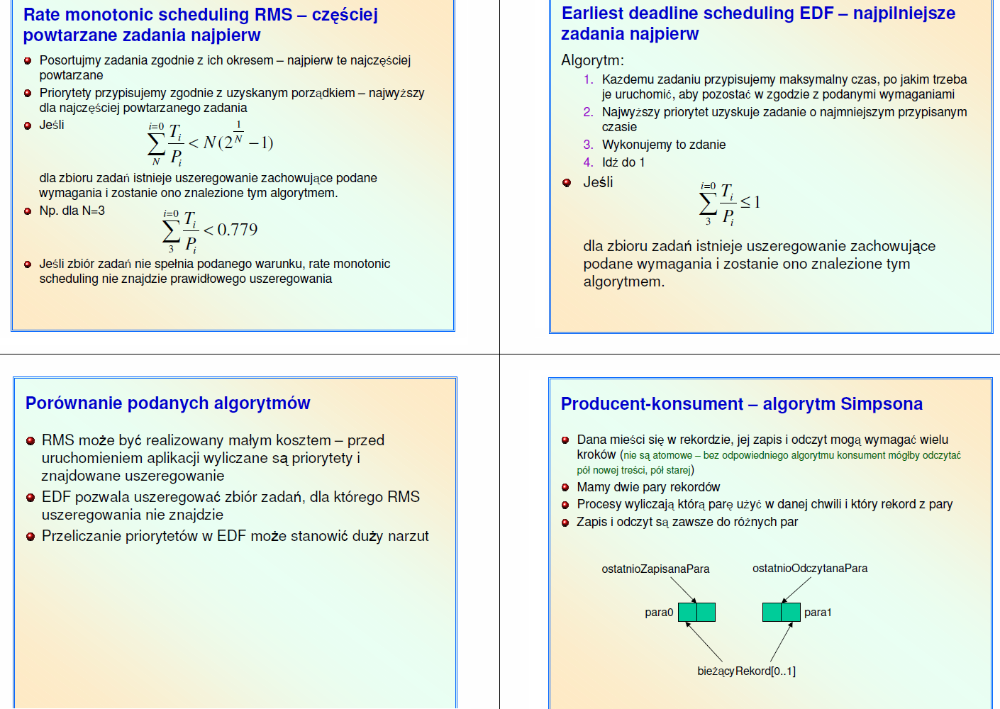 Rate monotonic scheduling RMS – częściej
powtarzane zadania najpierw
Posortujmy zadania zgodnie z ich okresem – najpierw te najczęściej
powtarzane
Priorytety przypisujemy zgodnie z uzyskanym porządkiem – najwyższy
dla najczęściej powtarzanego zadania
Jeśli
\sum_{N}^{i=0} \frac{T_i}{P_i} < N(2^{\frac{1}{N}} - 1)
dla zbioru zadań istnieje uszeregowanie zachowujące podane
wymagania i zostanie ono znalezione tym algorytmem.
Np. dla N=3
\sum_{3}^{i=0} \frac{T_i}{P_i} < 0.779
Jeśli zbiór zadań nie spełnia podanego warunku, rate monotonic
scheduling nie znajdzie prawidłowego uszeregowania
Earliest deadline scheduling EDF – najpilniejsze
zadania najpierw
Algorytm:
1. Każdemu zadaniu przypisujemy maksymalny czas, po jakim trzeba
je uruchomić, aby pozostać w zgodzie z podanymi wymaganiami
2. Najwyższy priorytet uzyskuje zadanie o najmniejszym przypisanym
czasie
3. Wykonujemy to zdanie
4. Idź do 1
Jeśli
\sum_{3}^{i=0} \frac{T_i}{P_i} ≤ 1
dla zbioru zadań istnieje uszeregowanie zachowujące
podane wymagania i zostanie ono znalezione tym
algorytmem.
Porównanie podanych algorytmów
RMS może być realizowany małym kosztem – przed
uruchomieniem aplikacji wyliczane są priorytety i
znajdowane uszeregowanie
EDF pozwala uszeregować zbiór zadań, dla którego RMS
uszeregowania nie znajdzie
Przeliczanie priorytetów w EDF może stanowić duży narzut
Producent-konsument – algorytm Simpsona
Dana mieści się w rekordzie, jej zapis i odczyt mogą wymagać wielu
kroków (nie są atomowe – bez odpowiedniego algorytmu konsument mógłby odczytać
pół nowej treści, pół starej)
Mamy dwie pary rekordów
Procesy wyliczają którą parę użyć w danej chwili i który rekord z pary
Zapis i odczyt są zawsze do różnych par
ostatnioZapisanaPara
ostatnioOdczytanaPara
para0
para1
bieżącyRekord[0..1]